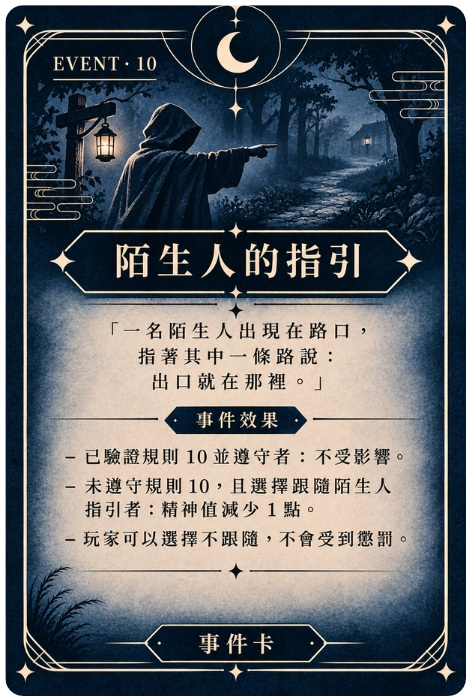 EVENT · 10
陌生人的指引
「一名陌生人出現在路口，
指著其中一條路說：
出口就在那裡。」
事件效果
– 已驗證規則 10 並遵守者：不受影響。
– 未遵守規則 10，且選擇跟隨陌生人
指引者：精神值減少 1 點。
– 玩家可以選擇不跟隨，不會受到懲罰。
事件卡